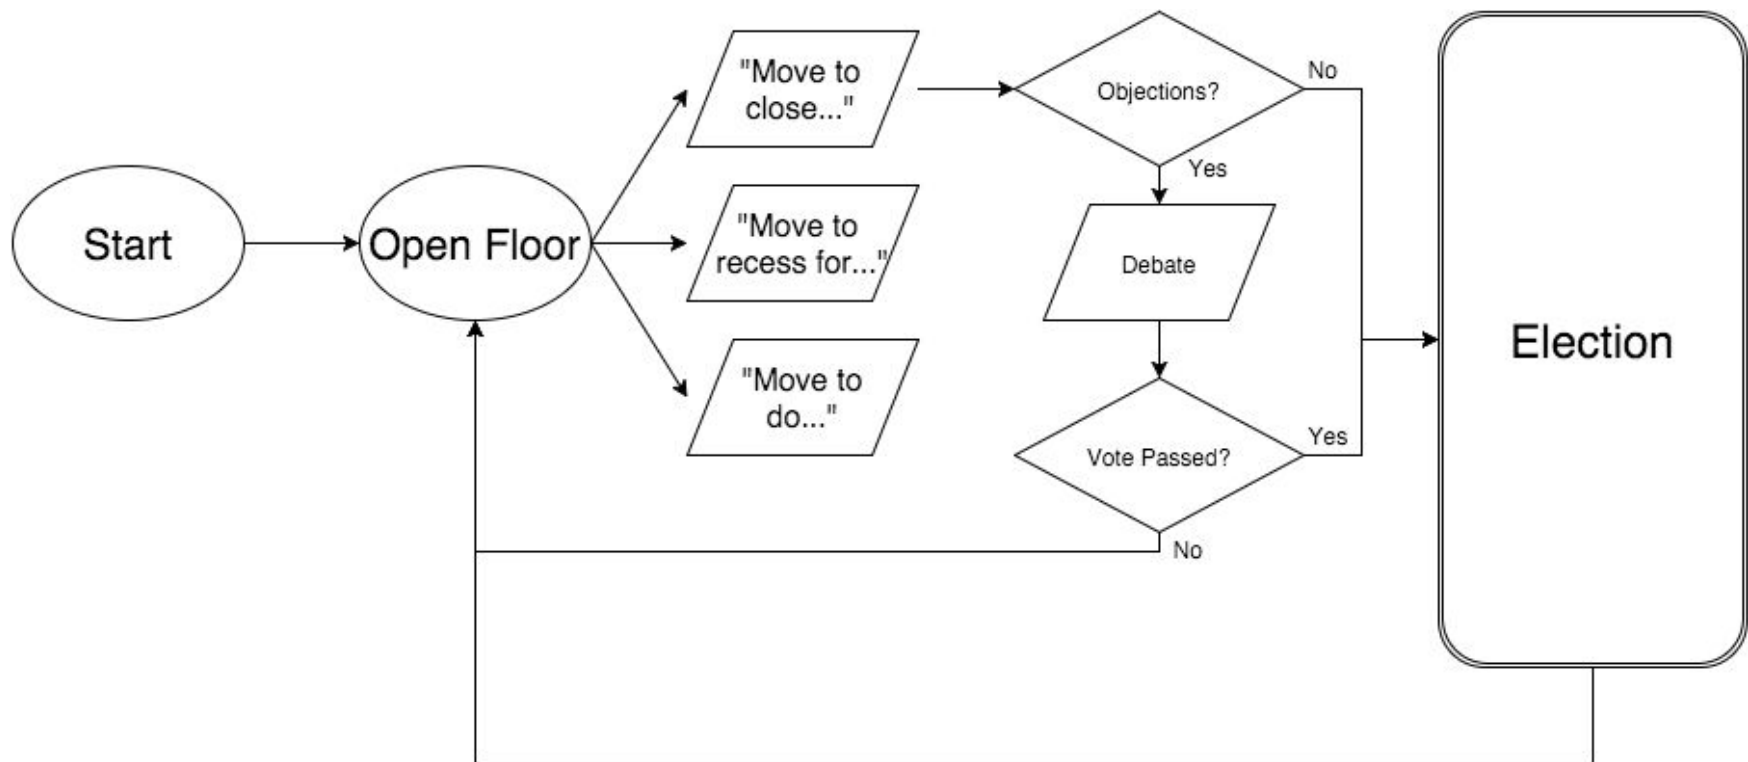 Start
Open Floor
"Move to
close..."
"Move to
recess for..."
"Move to
do..."
Objections?
No
Yes
Debate
Vote Passed?
Yes
No
Election